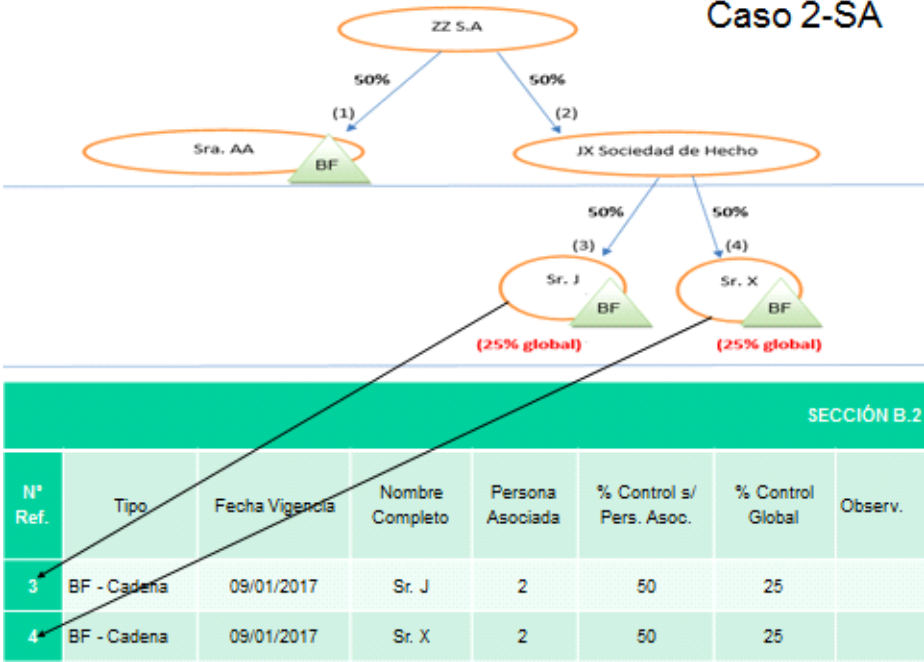 Caso 2-SA
ZZ S.A
50% 50%
(1) (2)
Sra. AA
BF
JX Sociedad de Hecho
50% 50%
(3) (4)
Sr. J Sr. X
BF BF
(25% global) (25% global)
SECCIÓN B.2
N° Ref. Tipo Fecha Vigencia Nombre Completo Persona Asociada % Control s/ Pers. Asoc. % Control Global Observ.
3 BF - Cadena 09/01/2017 Sr. J 2 50 25
4 BF - Cadena 09/01/2017 Sr. X 2 50 25